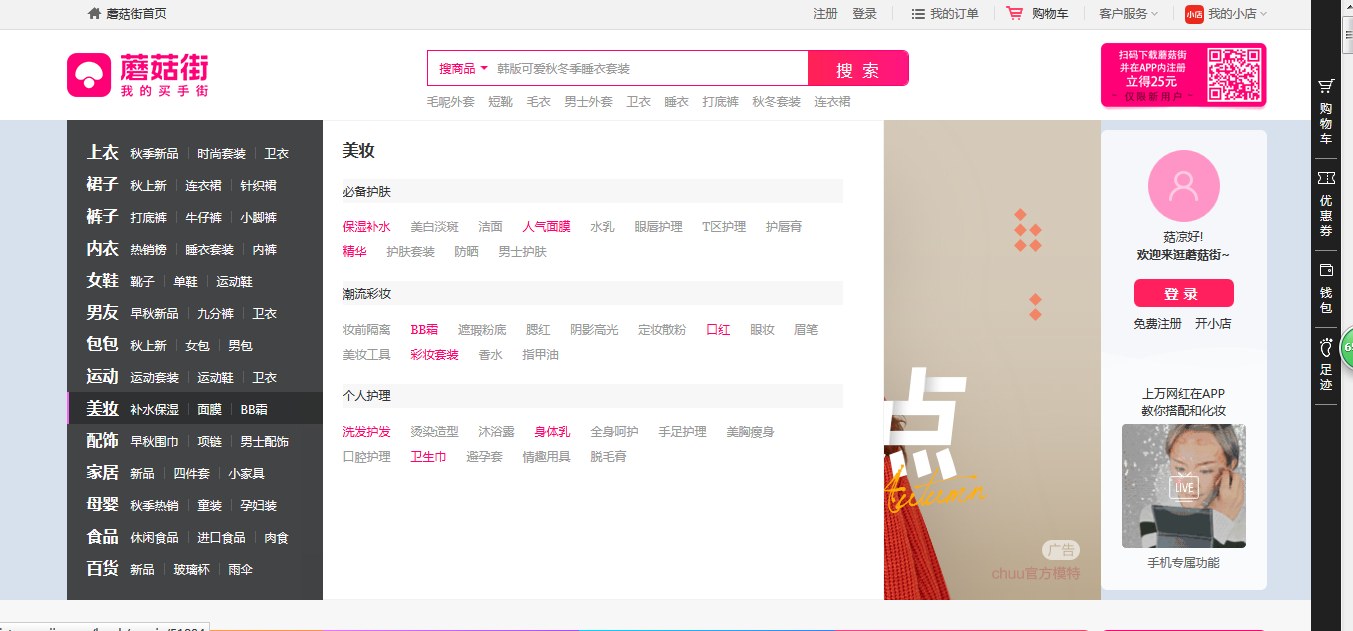 蘑菇街首页
注册 登录 我的订单 购物车 客户服务 小店 我的小店
蘑菇街
我的买手街
搜商品 韩版可爱秋冬季睡衣套装 搜 索
毛呢外套 短靴 毛衣 男士外套 卫衣 睡衣 打底裤 秋冬套装 连衣裙
扫码下载蘑菇街
并在APP内注册
立得25元
仅限新用户
上衣 秋季新品 时尚套装 卫衣
裙子 秋上新 连衣裙 针织裙
裤子 打底裤 牛仔裤 小脚裤
内衣 热销榜 睡衣套装 内裤
女鞋 靴子 单鞋 运动鞋
男友 早秋新品 九分裤 卫衣
包包 秋上新 女包 男包
运动 运动套装 运动鞋 卫衣
美妆 补水保湿 面膜 BB霜
配饰 早秋围巾 项链 男士配饰
家居 新品 四件套 小家具
母婴 秋季热销 童装 孕妇装
食品 休闲食品 进口食品 肉食
百货 新品 玻璃杯 雨伞
美妆
必备护肤
保湿补水 美白淡斑 洁面 人气面膜 水乳 眼唇护理 T区护理 护唇膏
精华 护肤套装 防晒 男士护肤
潮流彩妆
妆前隔离 BB霜 遮瑕粉底 腮红 阴影高光 定妆散粉 口红 眼妆 眉笔
美妆工具 彩妆套装 香水 指甲油
个人护理
洗发护发 烫染造型 沐浴露 身体乳 全身呵护 手足护理 美胸瘦身
口腔护理 卫生巾 避孕套 情趣用具 脱毛膏
点
Autumn
广告
chuu官方模特
菇凉好!
欢迎来逛蘑菇街~
登 录
免费注册 开小店
上万网红在APP
教你搭配和化妆
LIVE
手机专属功能
购物车
优惠券
钱包
足迹